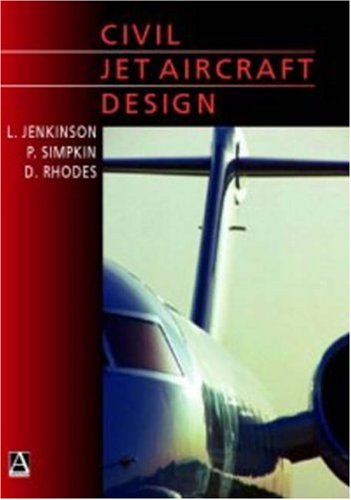 CIVIL
JET AIRCRAFT
DESIGN
L. JENKINSON
P. SIMPKIN
D. RHODES
A